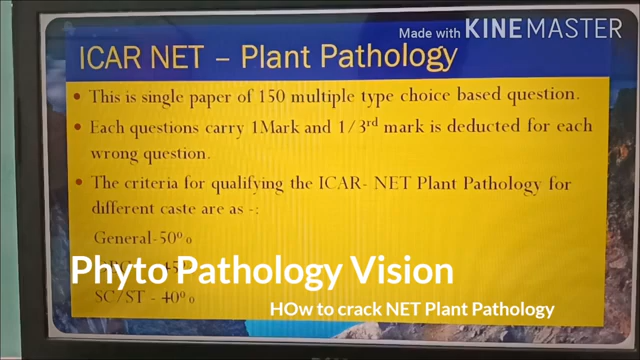 Made with KINEMASTER
ICAR NET – Plant Pathology
• This is single paper of 150 multiple type choice based question.
• Each questions carry 1Mark and 1/3rd mark is deducted for each
wrong question.
• The criteria for qualifying the ICAR- NET Plant Pathology for
different caste are as -:
General-50%
Phyto Pathology Vision
SC/ST - 40%
HOw to crack NET Plant Pathology